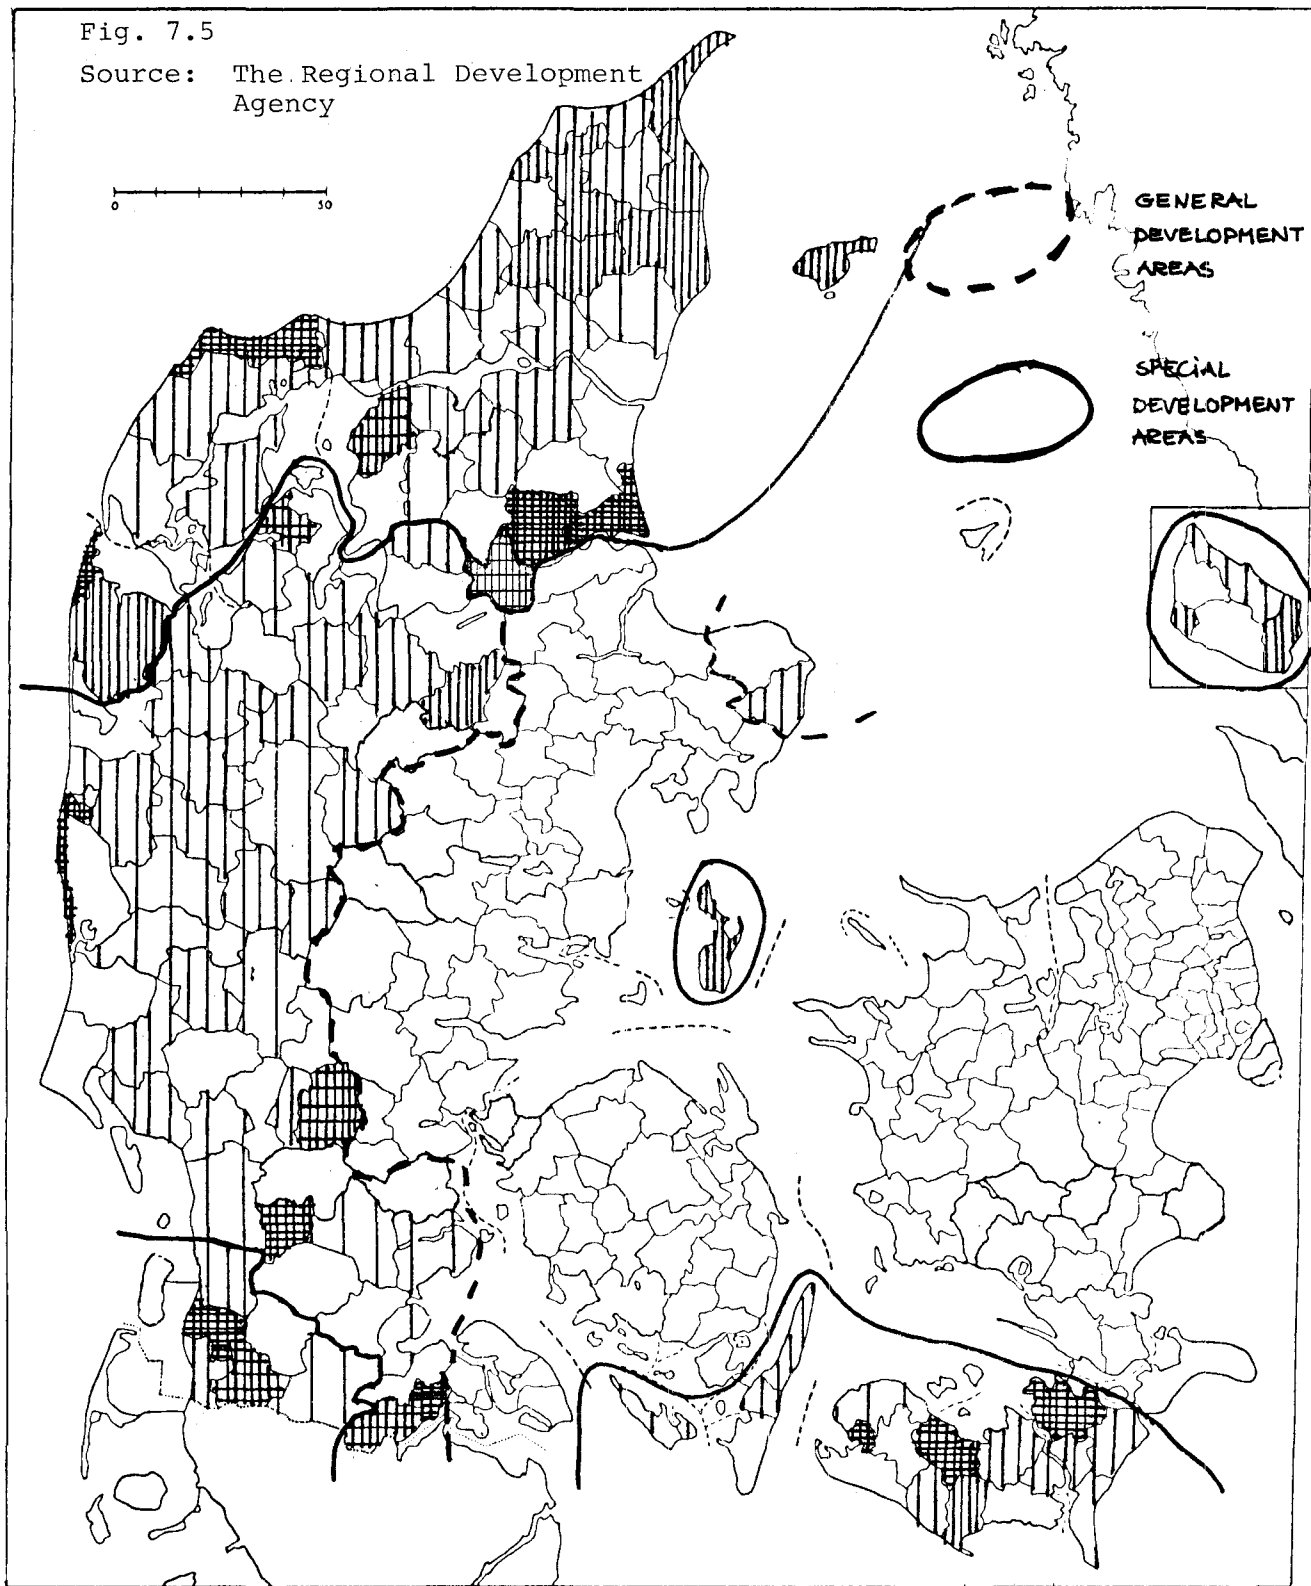 Fig. 7.5
Source: The Regional Development
Agency
0 50
GENERAL
DEVELOPMENT
AREAS
SPECIAL
DEVELOPMENT
AREAS